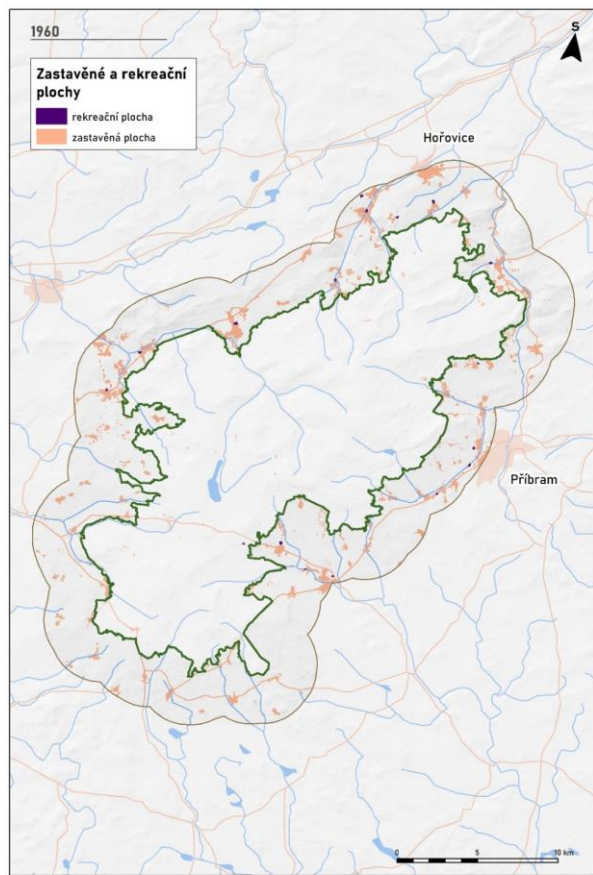 1960
S
Zastavěné a rekreační
plochy
rekreační plocha
zastavěná plocha
Hořovice
Příbram
0 5 10 km